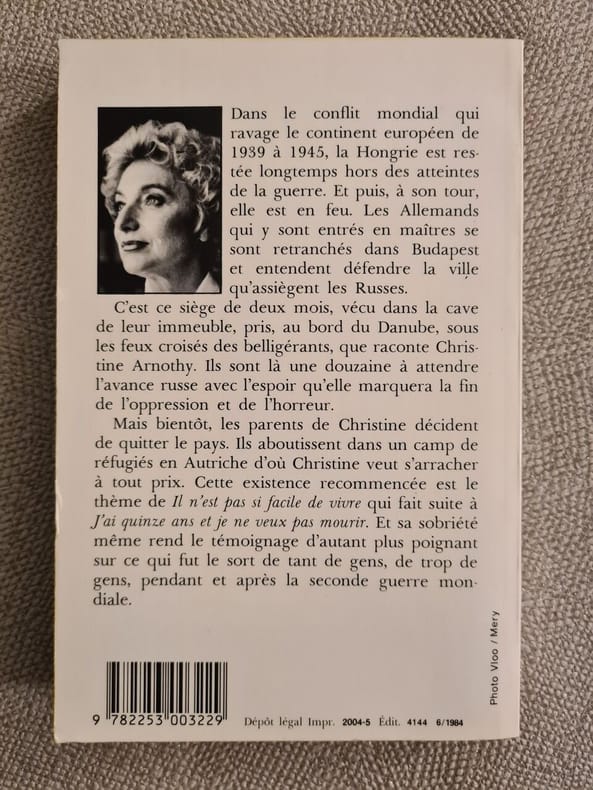 Dans le conflit mondial qui
ravage le continent européen de
1939 à 1945, la Hongrie est res-
tée longtemps hors des atteintes
de la guerre. Et puis, à son tour,
elle est en feu. Les Allemands
qui y sont entrés en maîtres se
sont retranchés dans Budapest
et entendent défendre la ville
qu'assiègent les Russes.
C'est ce siège de deux mois, vécu dans la cave
de leur immeuble, pris, au bord du Danube, sous
les feux croisés des belligérants, que raconte Chris-
tine Arnothy. Ils sont là une douzaine à attendre
l'avance russe avec l'espoir qu'elle marquera la fin
de l'oppression et de l'horreur.
Mais bientôt, les parents de Christine décident
de quitter le pays. Ils aboutissent dans un camp de
réfugiés en Autriche d'où Christine veut s'arracher
à tout prix. Cette existence recommencée est le
thème de Il n'est pas si facile de vivre qui fait suite à
J'ai quinze ans et je ne veux pas mourir. Et sa sobriété
même rend le témoignage d'autant plus poignant
sur ce qui fut le sort de tant de gens, de trop de
gens, pendant et après la seconde guerre mon-
diale.
Photo Vloo / Mery
9 782253 003229
Dépôt légal Impr. 2004-5 Édit. 4144 6/1984